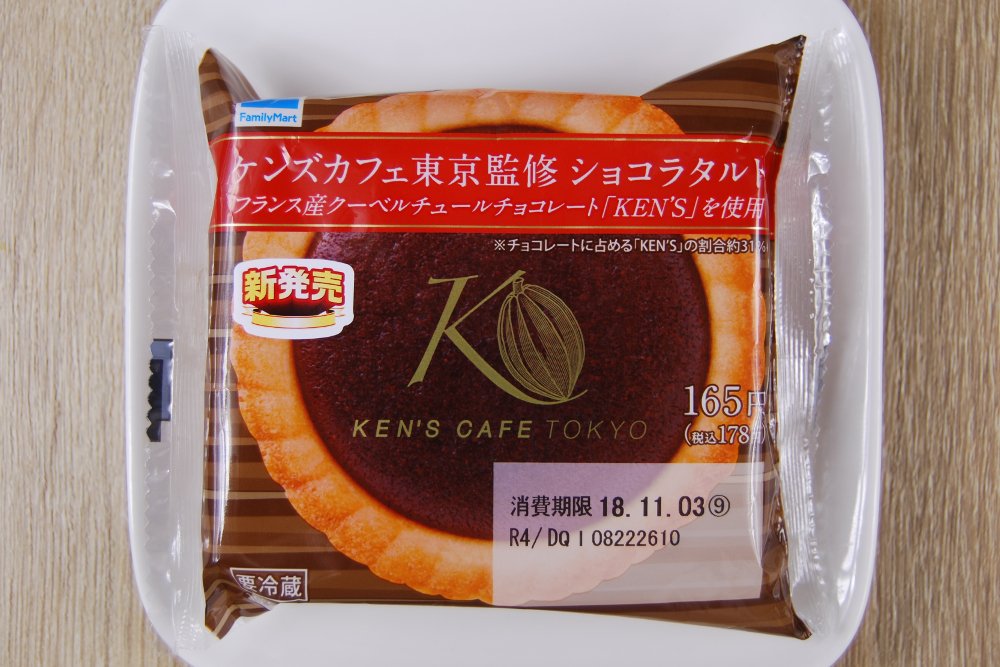 FamilyMart
ケンズカフェ東京監修 ショコラタルト
フランス産クーベルチュールチョコレート「KEN'S」を使用
※チョコレートに占める「KEN'S」の割合約31%
新発売
K
KEN'S CAFE TOKYO
165円
(税込178円)
消費期限 18.11.03⑨
R4/DQ I 08222610
要冷蔵